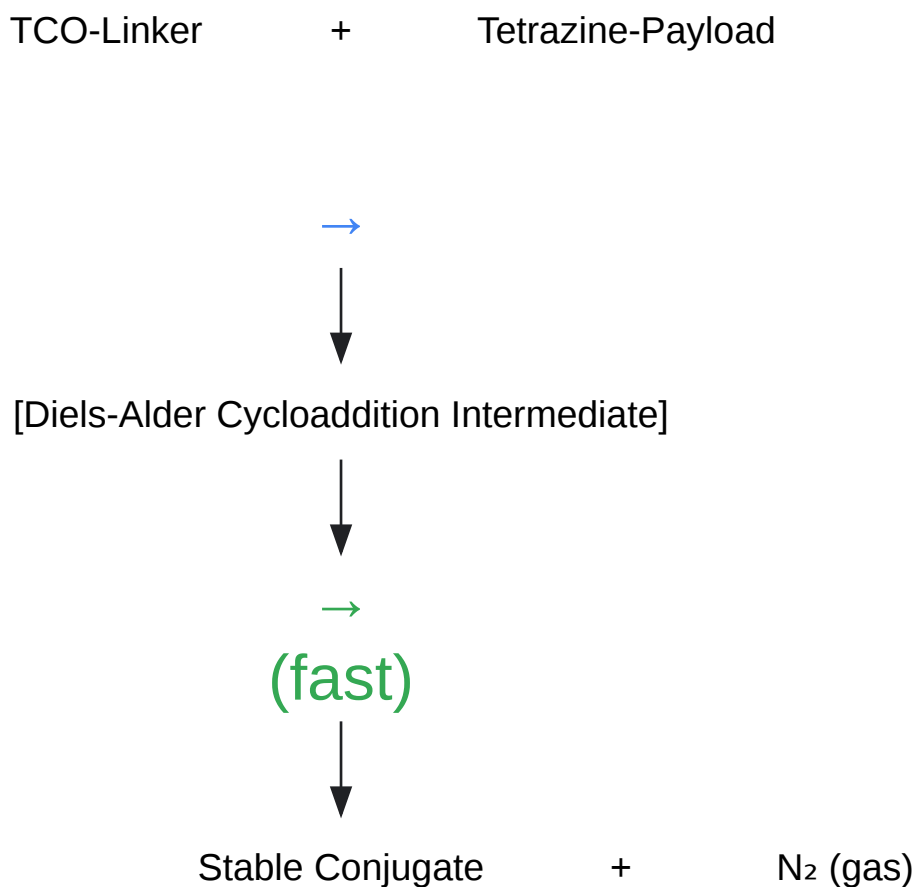 TCO-Linker + Tetrazine-Payload
→
[Diels-Alder Cycloaddition Intermediate]
→
(fast)
Stable Conjugate + N₂ (gas)